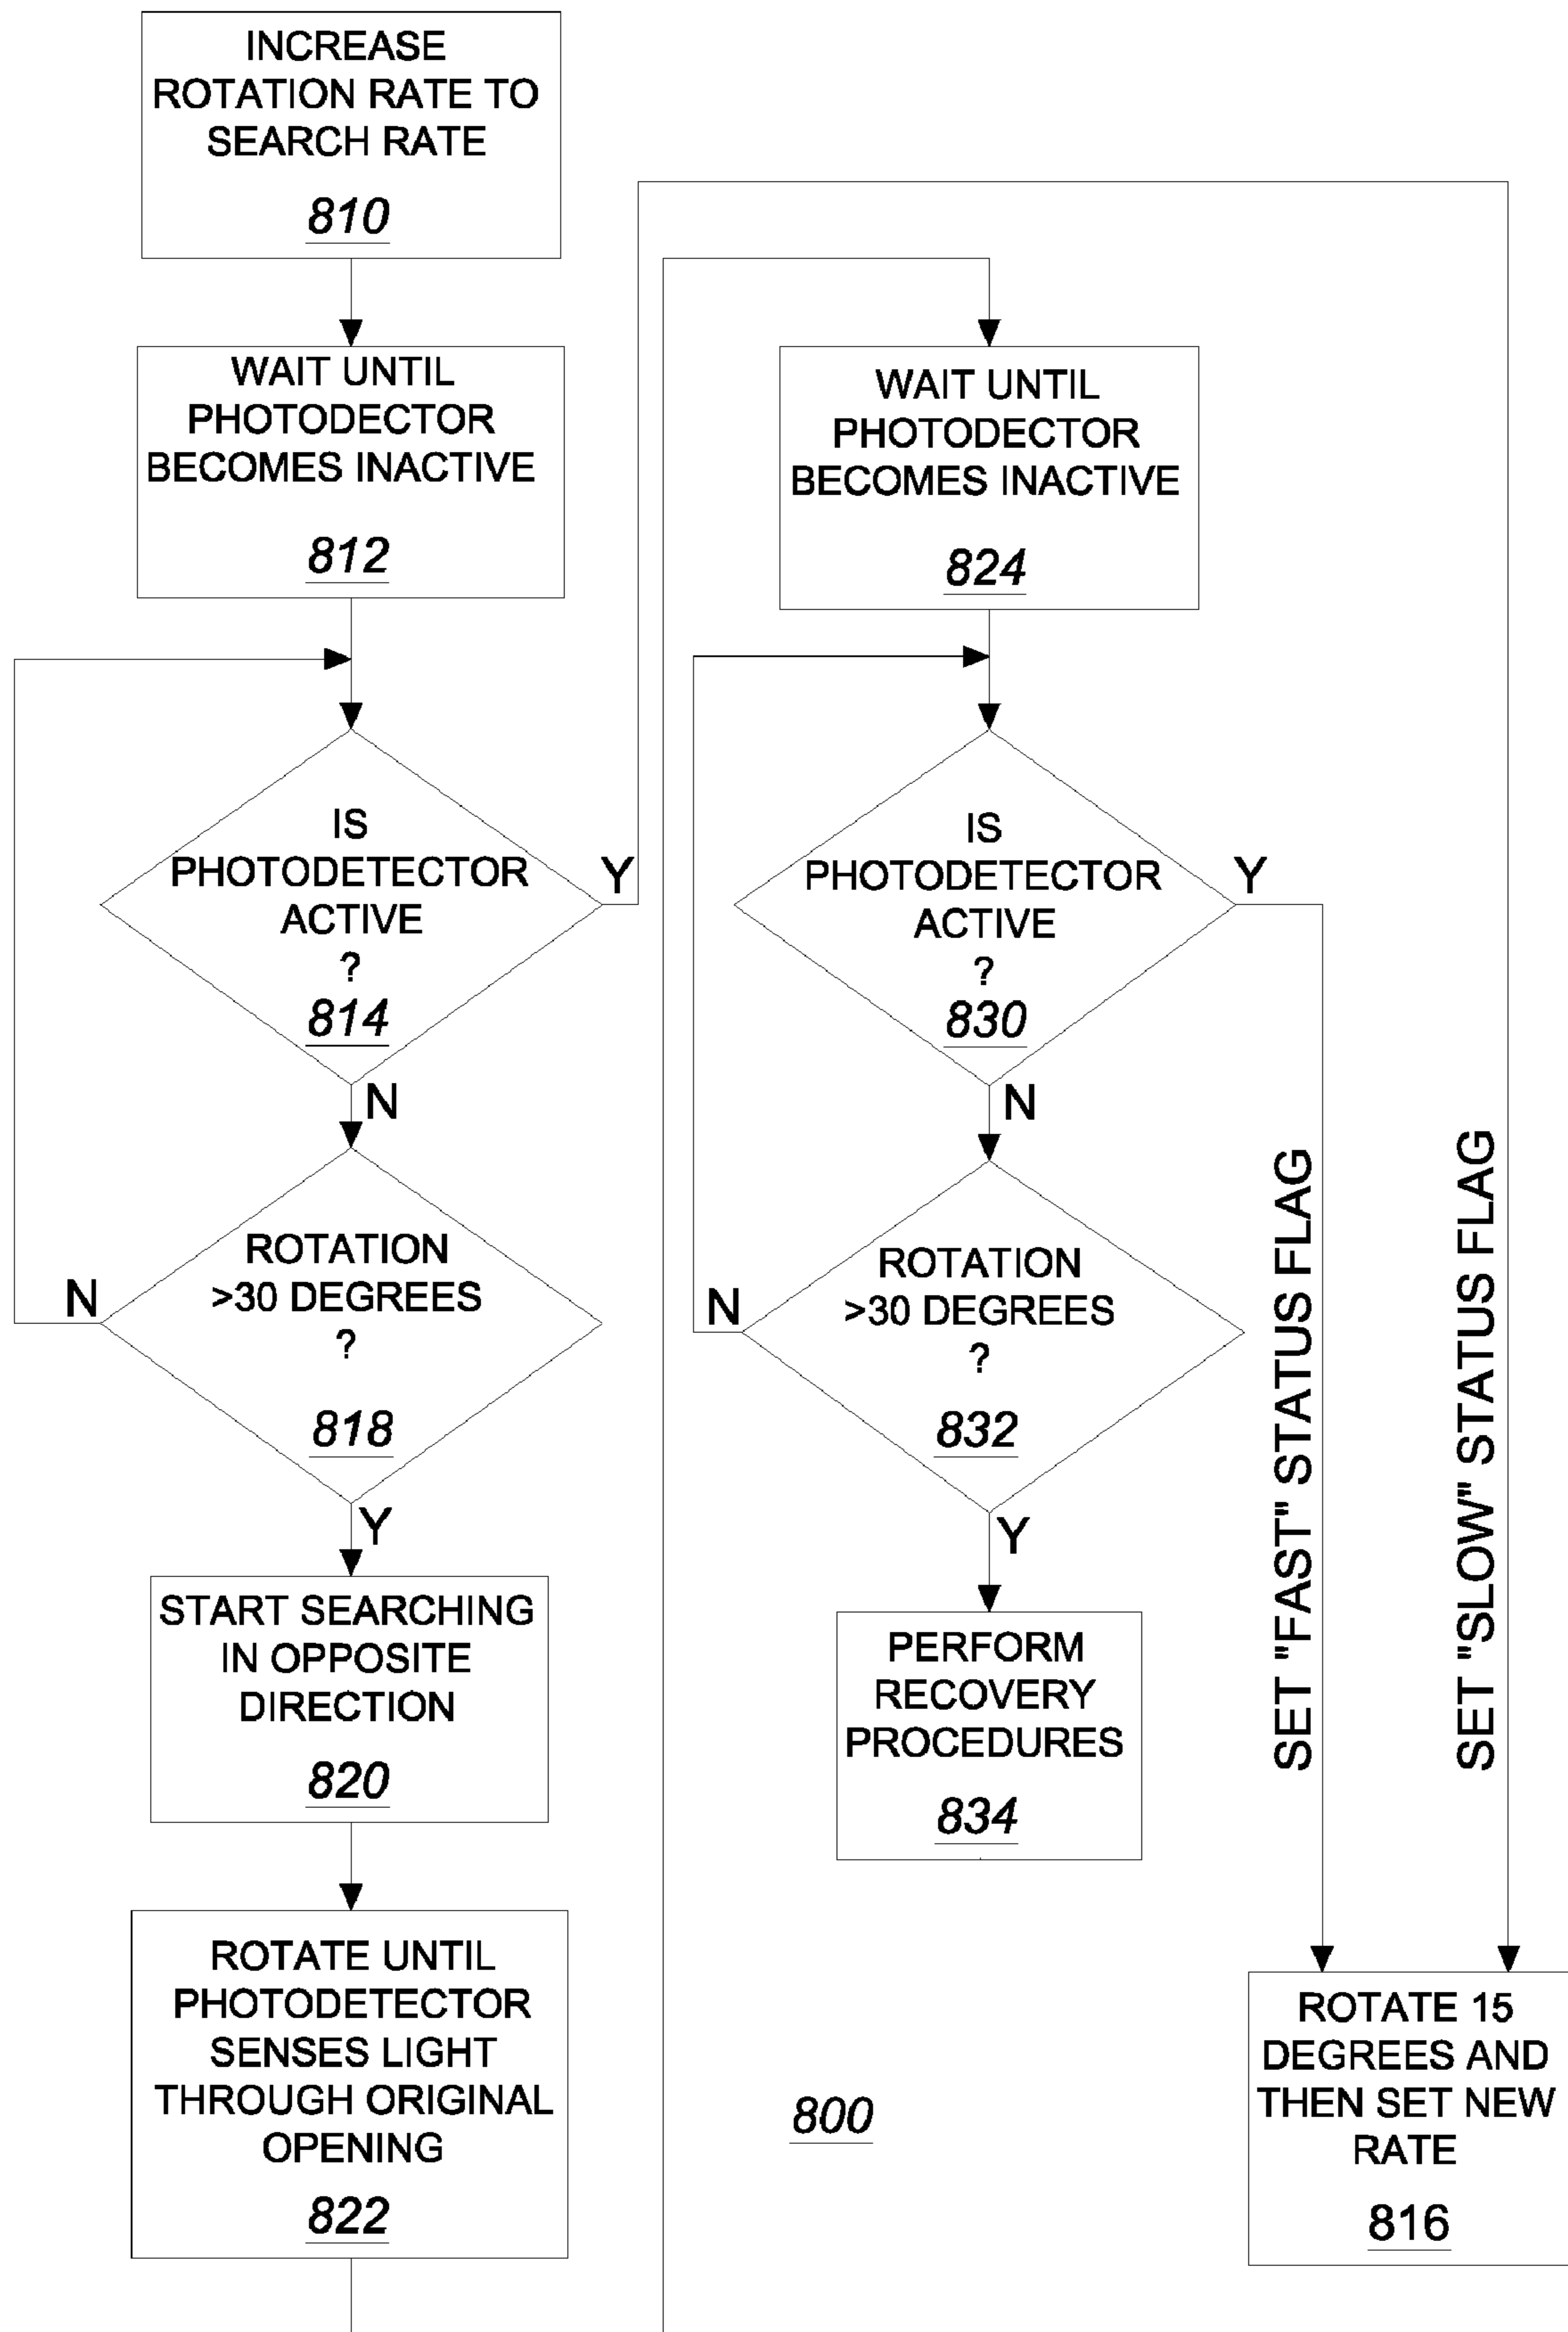 INCREASE
ROTATION RATE TO
SEARCH RATE
810
WAIT UNTIL
PHOTODECTOR
BECOMES INACTIVE
812
IS
PHOTODETECTOR
ACTIVE
?
814
Y
N
ROTATION
>30 DEGREES
?
818
N
Y
START SEARCHING
IN OPPOSITE
DIRECTION
820
ROTATE UNTIL
PHOTODETECTOR
SENSES LIGHT
THROUGH ORIGINAL
OPENING
822
WAIT UNTIL
PHOTODECTOR
BECOMES INACTIVE
824
IS
PHOTODETECTOR
ACTIVE
?
830
Y
N
ROTATION
>30 DEGREES
?
832
N
Y
PERFORM
RECOVERY
PROCEDURES
834
800
SET "FAST" STATUS FLAG
SET "SLOW" STATUS FLAG
ROTATE 15
DEGREES AND
THEN SET NEW
RATE
816